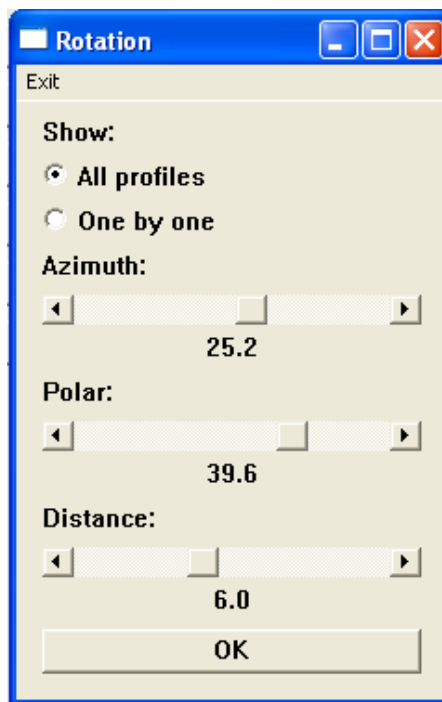 Rotation
Exit
Show:
All profiles
One by one
Azimuth:
25.2
Polar:
39.6
Distance:
6.0
OK